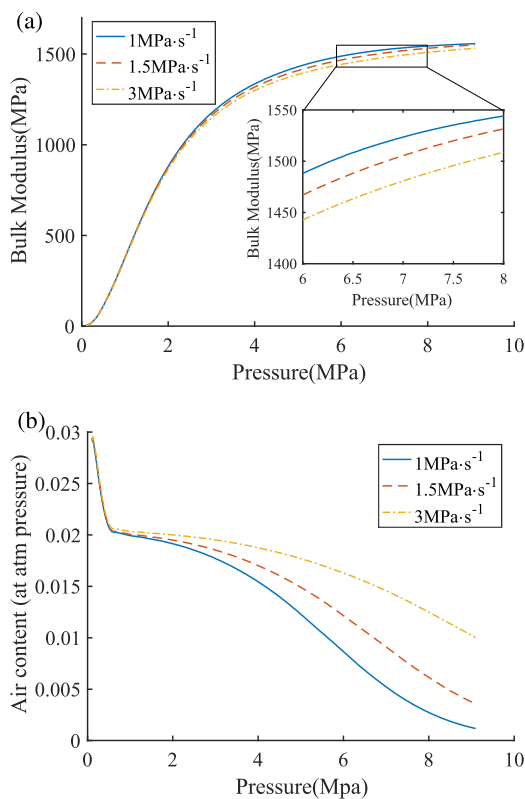 (a)
1MPa·s⁻¹
1.5MPa·s⁻¹
3MPa·s⁻¹
1500
1000
500
0
Bulk Modulus(MPa)
0 2 4 6 8 10
Pressure(MPa)
1550
1500
1450
1400
Bulk Modulus(MPa)
6 6.5 7 7.5 8
Pressure(MPa)
(b)
0.03
0.025
0.02
0.015
0.01
0.005
0
Air content (at atm pressure)
1MPa·s⁻¹
1.5MPa·s⁻¹
3MPa·s⁻¹
0 2 4 6 8 10
Pressure(Mpa)